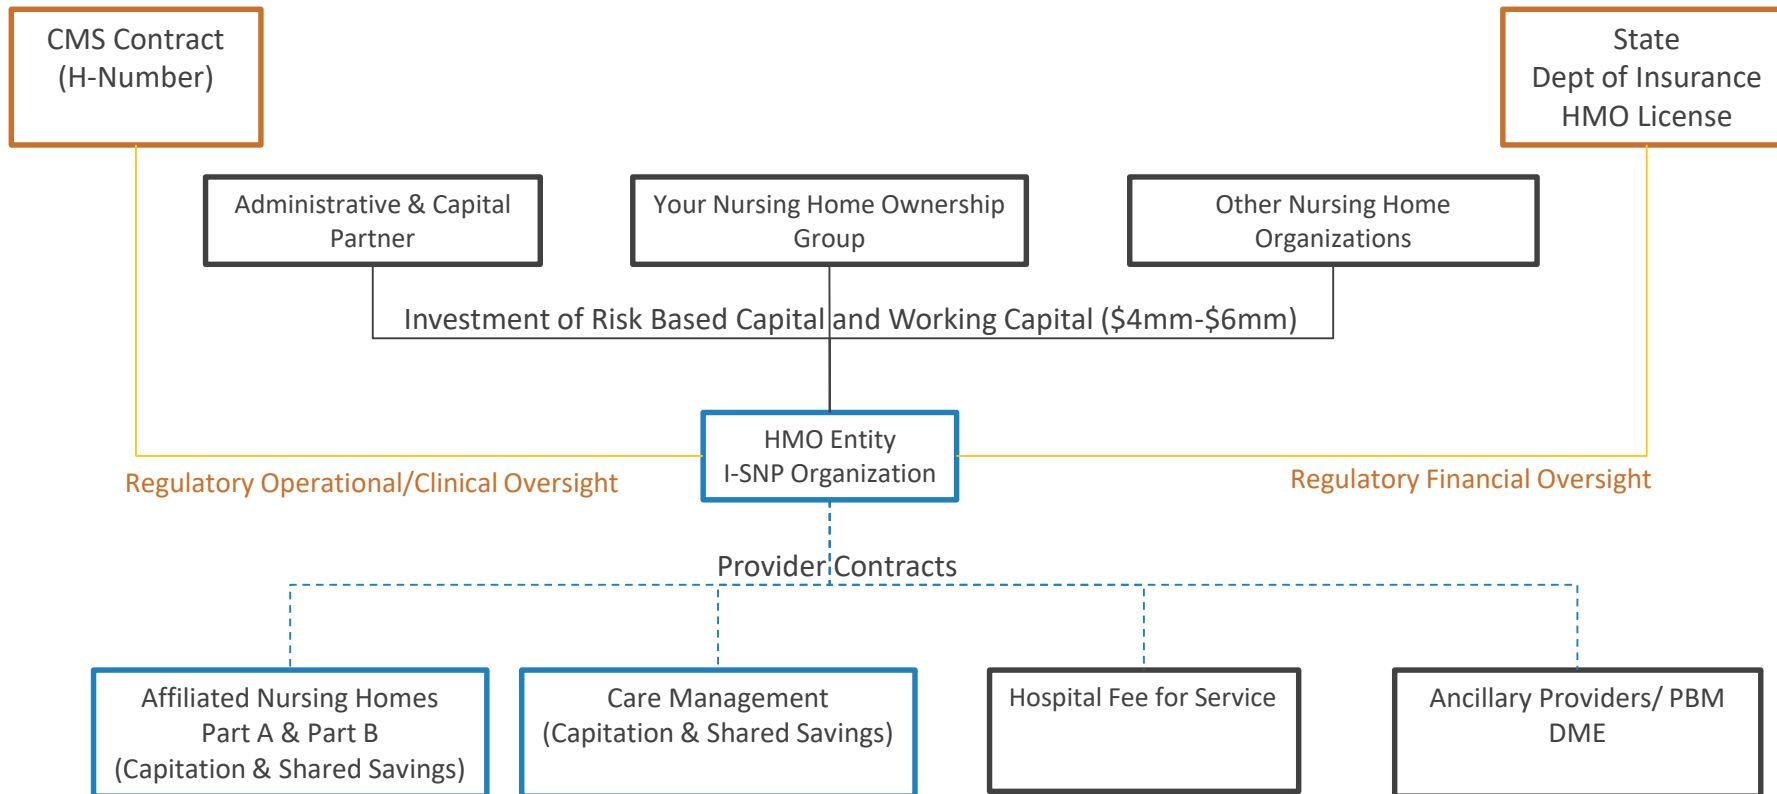 CMS Contract
(H-Number)
State
Dept of Insurance
HMO License
Administrative & Capital
Partner
Your Nursing Home Ownership
Group
Other Nursing Home
Organizations
Investment of Risk Based Capital and Working Capital ($4mm-$6mm)
HMO Entity
I-SNP Organization
Regulatory Operational/Clinical Oversight
Regulatory Financial Oversight
Provider Contracts
Affiliated Nursing Homes
Part A & Part B
(Capitation & Shared Savings)
Care Management
(Capitation & Shared Savings)
Hospital Fee for Service
Ancillary Providers/ PBM
DME